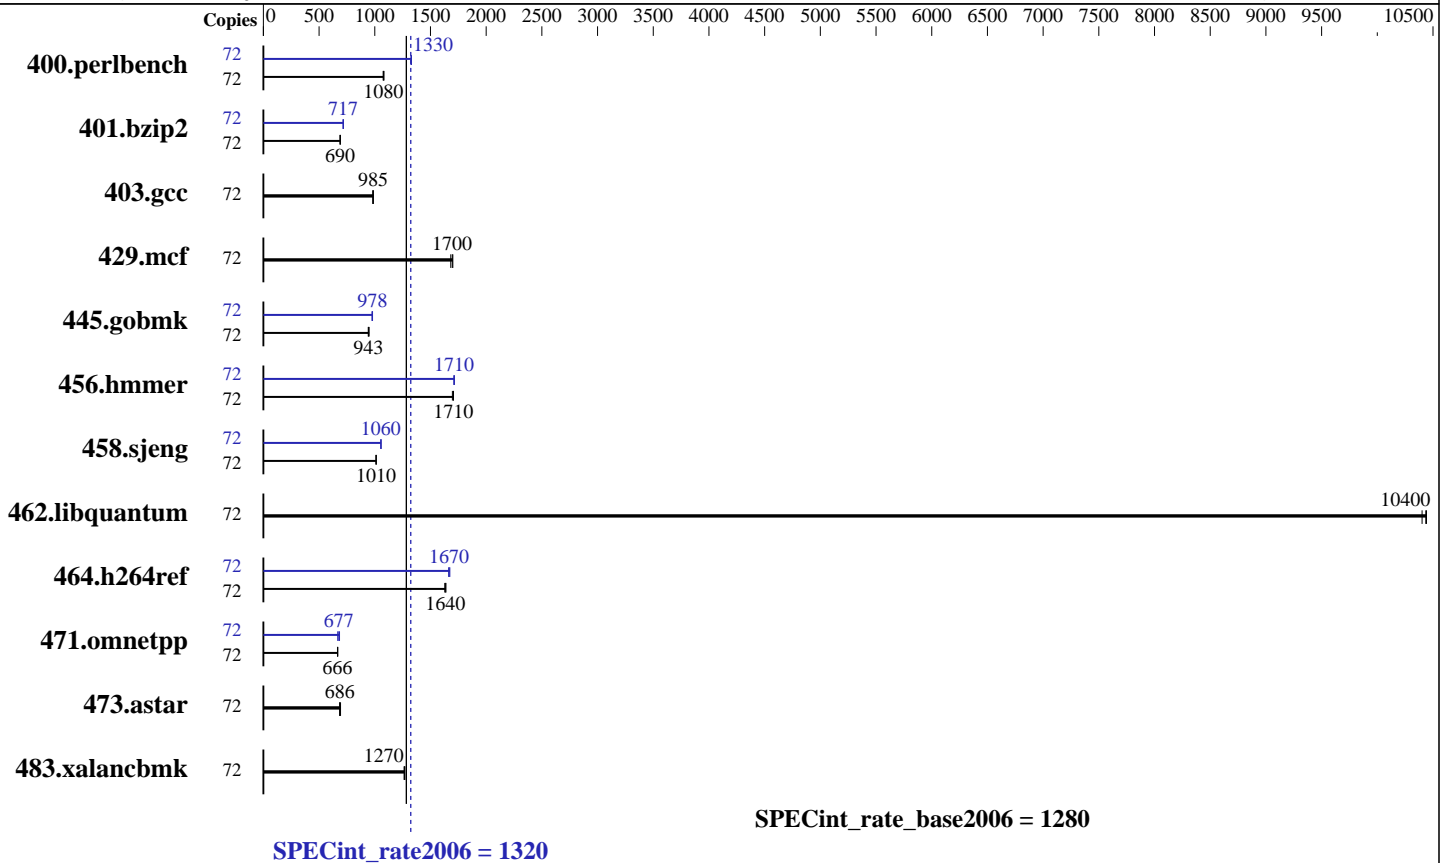 Copies 0 500 1000 1500 2000 2500 3000 3500 4000 4500 5000 5500 6000 6500 7000 7500 8000 8500 9000 9500 10500
400.perlbench 72 1330
72 1080
401.bzip2 72 717
72 690
403.gcc 72 985
429.mcf 72 1700
445.gobmk 72 978
72 943
456.hmmer 72 1710
72 1710
458.sjeng 72 1060
72 1010
462.libquantum 72 10400
464.h264ref 72 1670
72 1640
471.omnetpp 72 677
72 666
473.astar 72 686
483.xalancbmk 72 1270
SPECint_rate_base2006 = 1280
SPECint_rate2006 = 1320